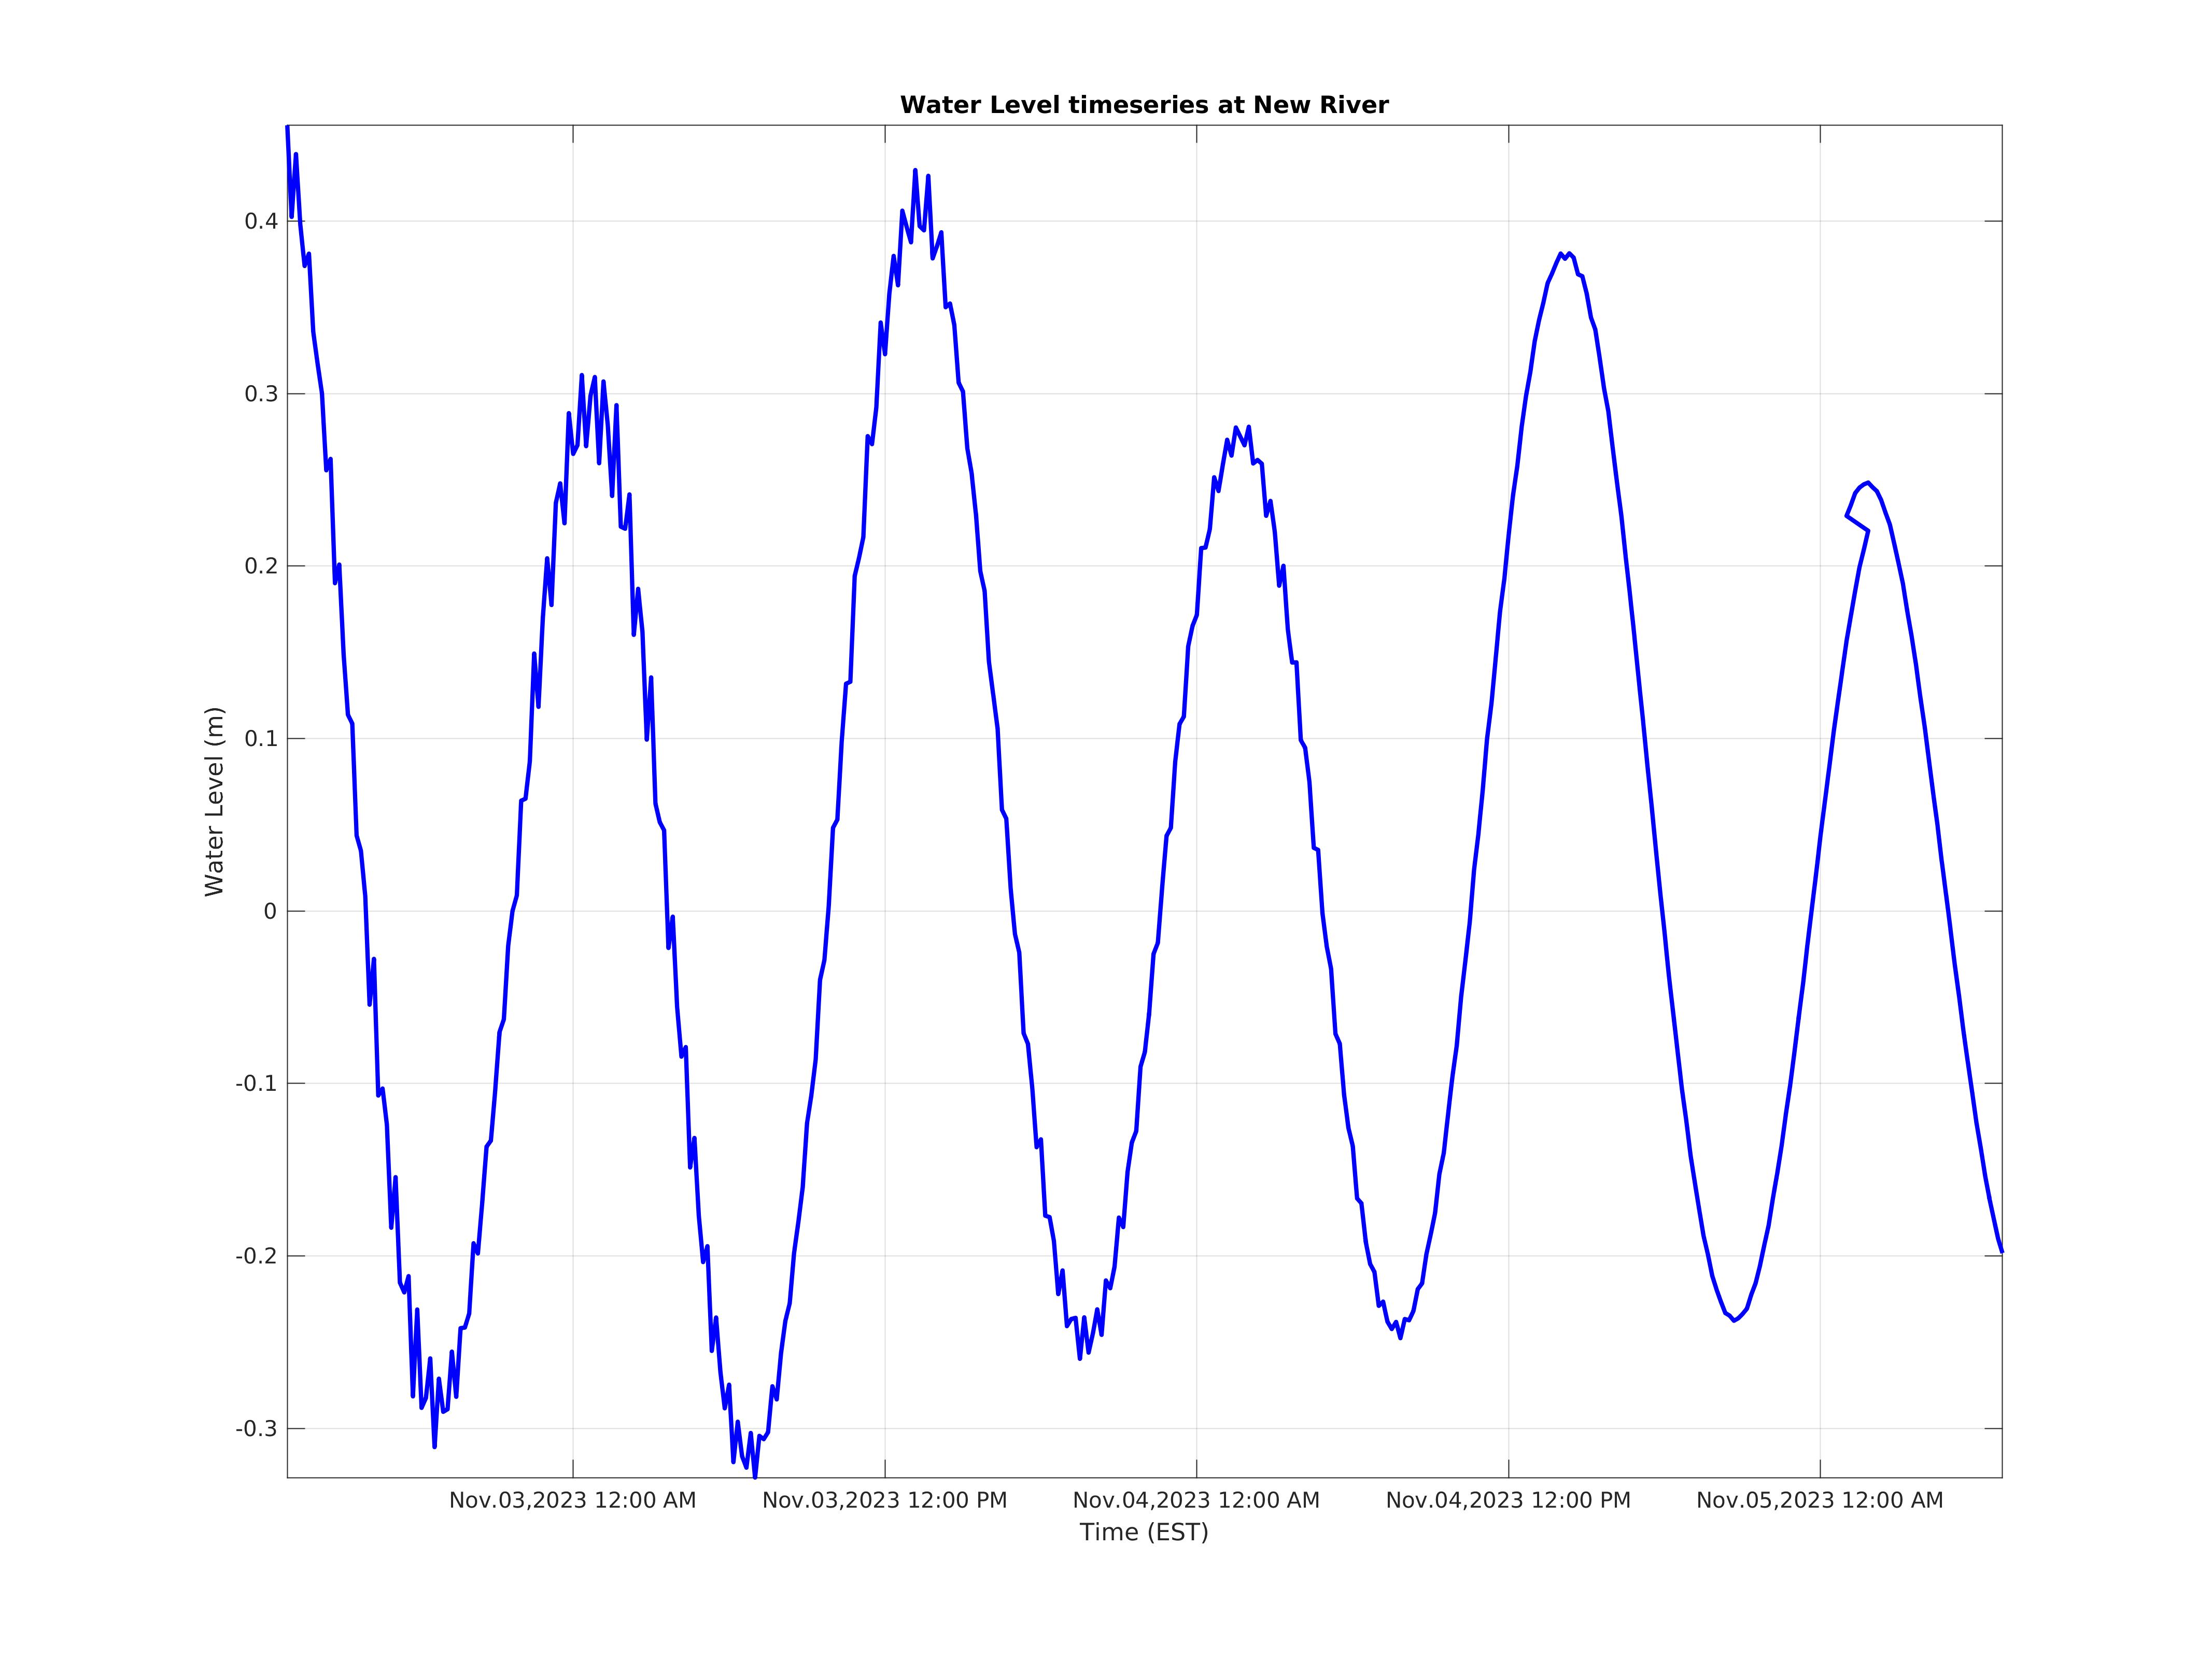 Water Level timeseries at New River
0.4
0.3
0.2
0.1
0
-0.1
-0.2
-0.3
Water Level (m)
Nov.03,2023 12:00 AM Nov.03,2023 12:00 PM Nov.04,2023 12:00 AM Nov.04,2023 12:00 PM Nov.05,2023 12:00 AM
Time (EST)